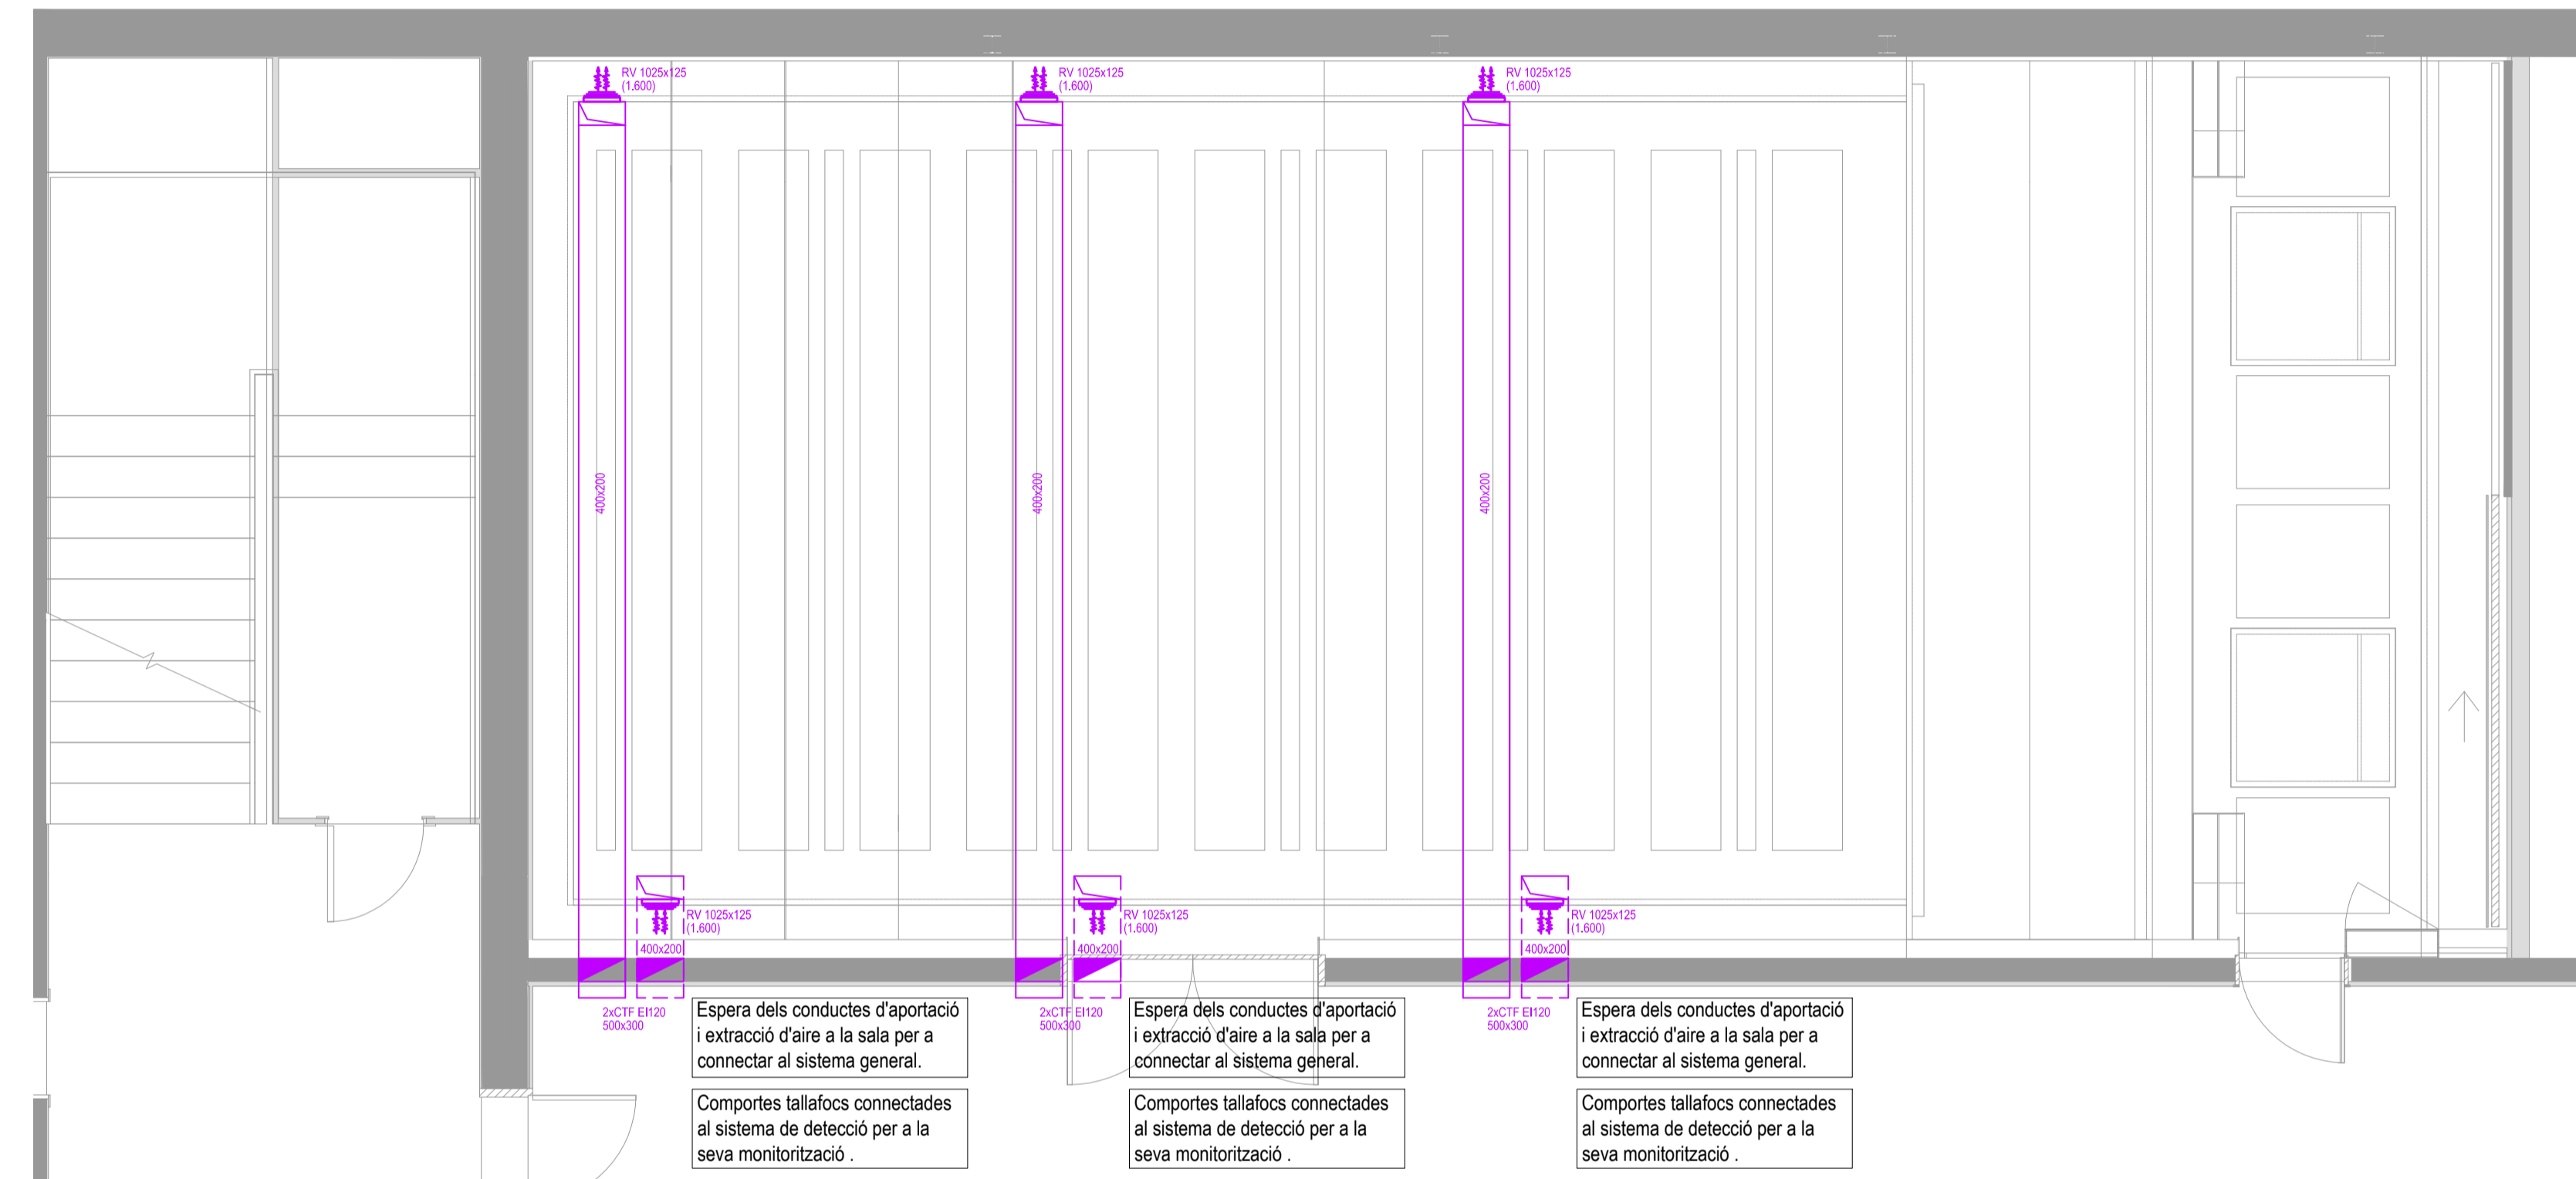 RV 1025x125
(1.600)
RV 1025x125
(1.600)
RV 1025x125
(1.600)
400x200
400x200
400x200
RV 1025x125
(1.600)
400x200
RV 1025x125
(1.600)
400x200
RV 1025x125
(1.600)
400x200
2xCTF EI120
500x300
Espera dels conductes d'aportació
i extracció d'aire a la sala per a
connectar al sistema general.
Comportes tallafocs connectades
al sistema de detecció per a la
seva monitorització .
2xCTF EI120
500x300
Espera dels conductes d'aportació
i extracció d'aire a la sala per a
connectar al sistema general.
Comportes tallafocs connectades
al sistema de detecció per a la
seva monitorització .
2xCTF EI120
500x300
Espera dels conductes d'aportació
i extracció d'aire a la sala per a
connectar al sistema general.
Comportes tallafocs connectades
al sistema de detecció per a la
seva monitorització .